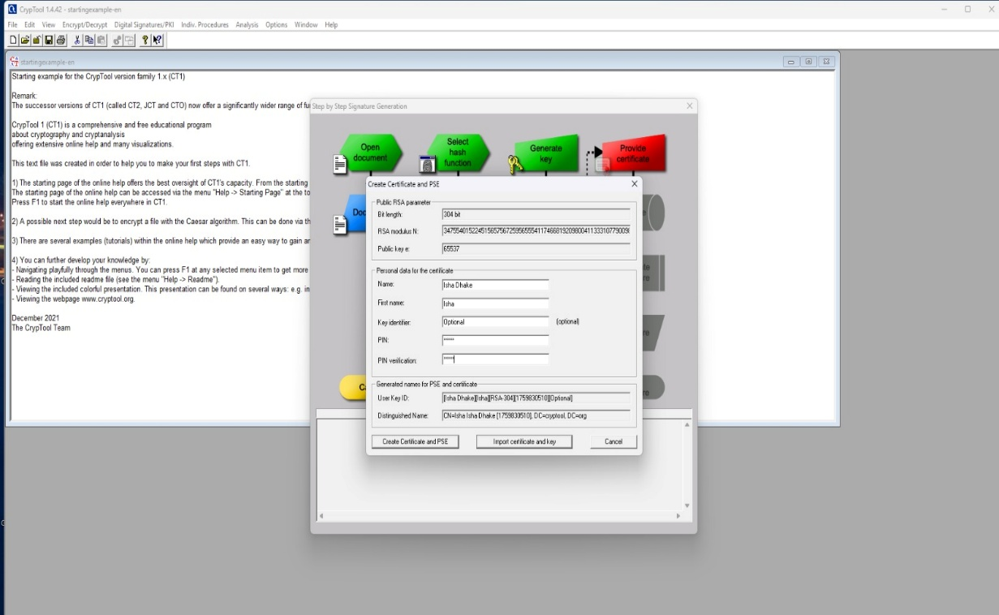 CrypTool 1.4.42 - startingexample-en
File Edit View Encrypt/Decrypt Digital Signatures/PKI Indiv. Procedures Analysis Options Window Help
startingexample-en
Starting example for the CrypTool version family 1.x (CT1)
Remark:
The successor versions of CT1 (called CT2, JCT and CTO) now offer a significantly wider range of fu
CrypTool 1 (CT1) is a comprehensive and free educational program
about cryptography and cryptanalysis
offering extensive online help and many visualizations.
This text file was created in order to help you to make your first steps with CT1.
1) The starting page of the online help offers the best oversight of CT1's capacity. From the starting
The starting page of the online help can be accessed via the menu "Help -> Starting Page" at the to
Press F1 to start the online help everywhere in CT1.
2) A possible next step would be to encrypt a file with the Caesar algorithm. This can be done via th
3) There are several examples (tutorials) within the online help which provide an easy way to gain ar
4) You can further develop your knowledge by:
- Navigating playfully through the menus. You can press F1 at any selected menu item to get more
- Reading the included readme file (see the menu "Help -> Readme").
- Viewing the included colorful presentation. This presentation can be found on several ways: e.g. in
- Viewing the webpage www.cryptool.org.
December 2021
The CrypTool Team
Step by Step Signature Generation
Open document
Select hash function
Generate key
Provide certificate
Doc
Create Certificate and PSE
Public RSA parameter
Bit length: 304 bit
RSA modulus N:
Public key e: 65537
Personal data for the certificate
Name: Isha Dhake
First name: Isha
Key identifier: Optional (optional)
PIN: *****
PIN verification: *****
Generated names for PSE and certificate
User Key ID: [Isha Dhake][Isha][RSA-304][1759830510][Optional]
Distinguished Name: CN=Isha Isha Dhake [1759830510], DC=cryptool, DC=org
Create Certificate and PSE Import certificate and key Cancel